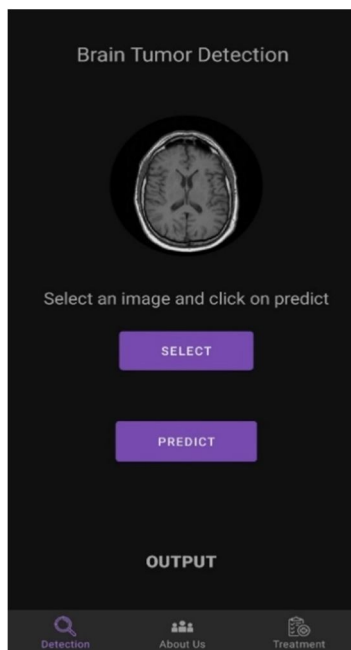 Brain Tumor Detection
Select an image and click on predict
SELECT
PREDICT
OUTPUT
Detection About Us Treatment